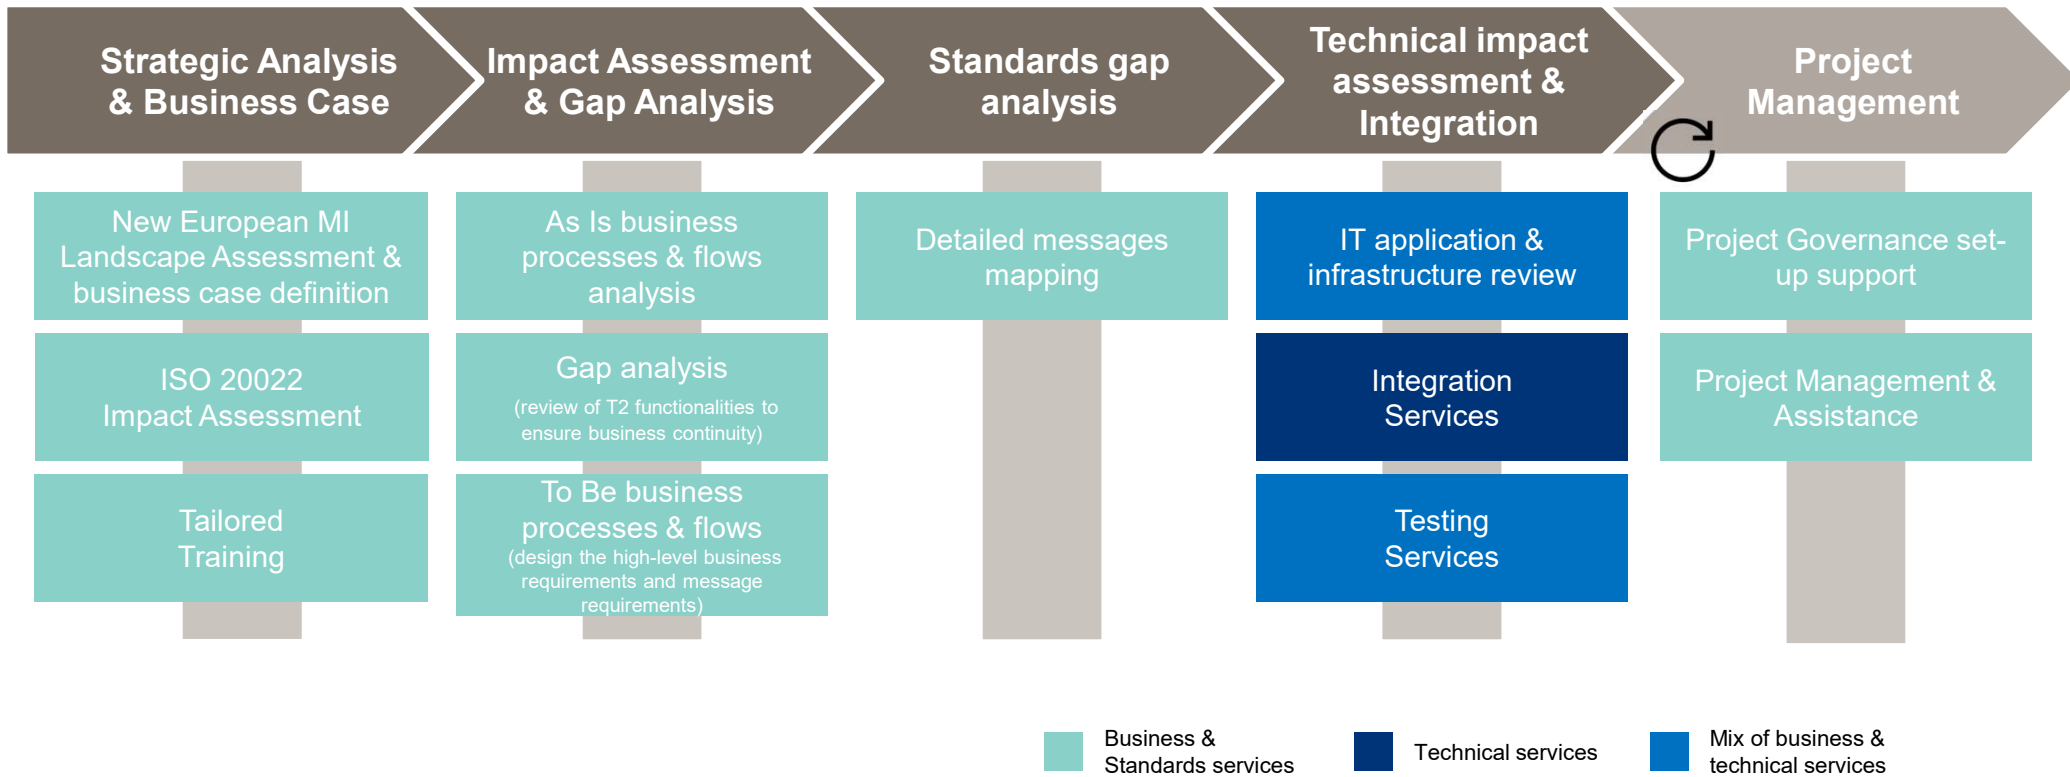 Strategic Analysis
& Business Case
Impact Assessment
& Gap Analysis
Standards gap
analysis
Technical impact
assessment &
Integration
Project
Management
New European MI
Landscape Assessment &
business case definition
ISO 20022
Impact Assessment
Tailored
Training
As Is business
processes & flows
analysis
Gap analysis
(review of T2 functionalities to
ensure business continuity)
To Be business
processes & flows
(design the high-level business
requirements and message
requirements)
Detailed messages
mapping
IT application &
infrastructure review
Integration
Services
Testing
Services
Project Governance set-
up support
Project Management &
Assistance
Business &
Standards services
Technical services
Mix of business &
technical services